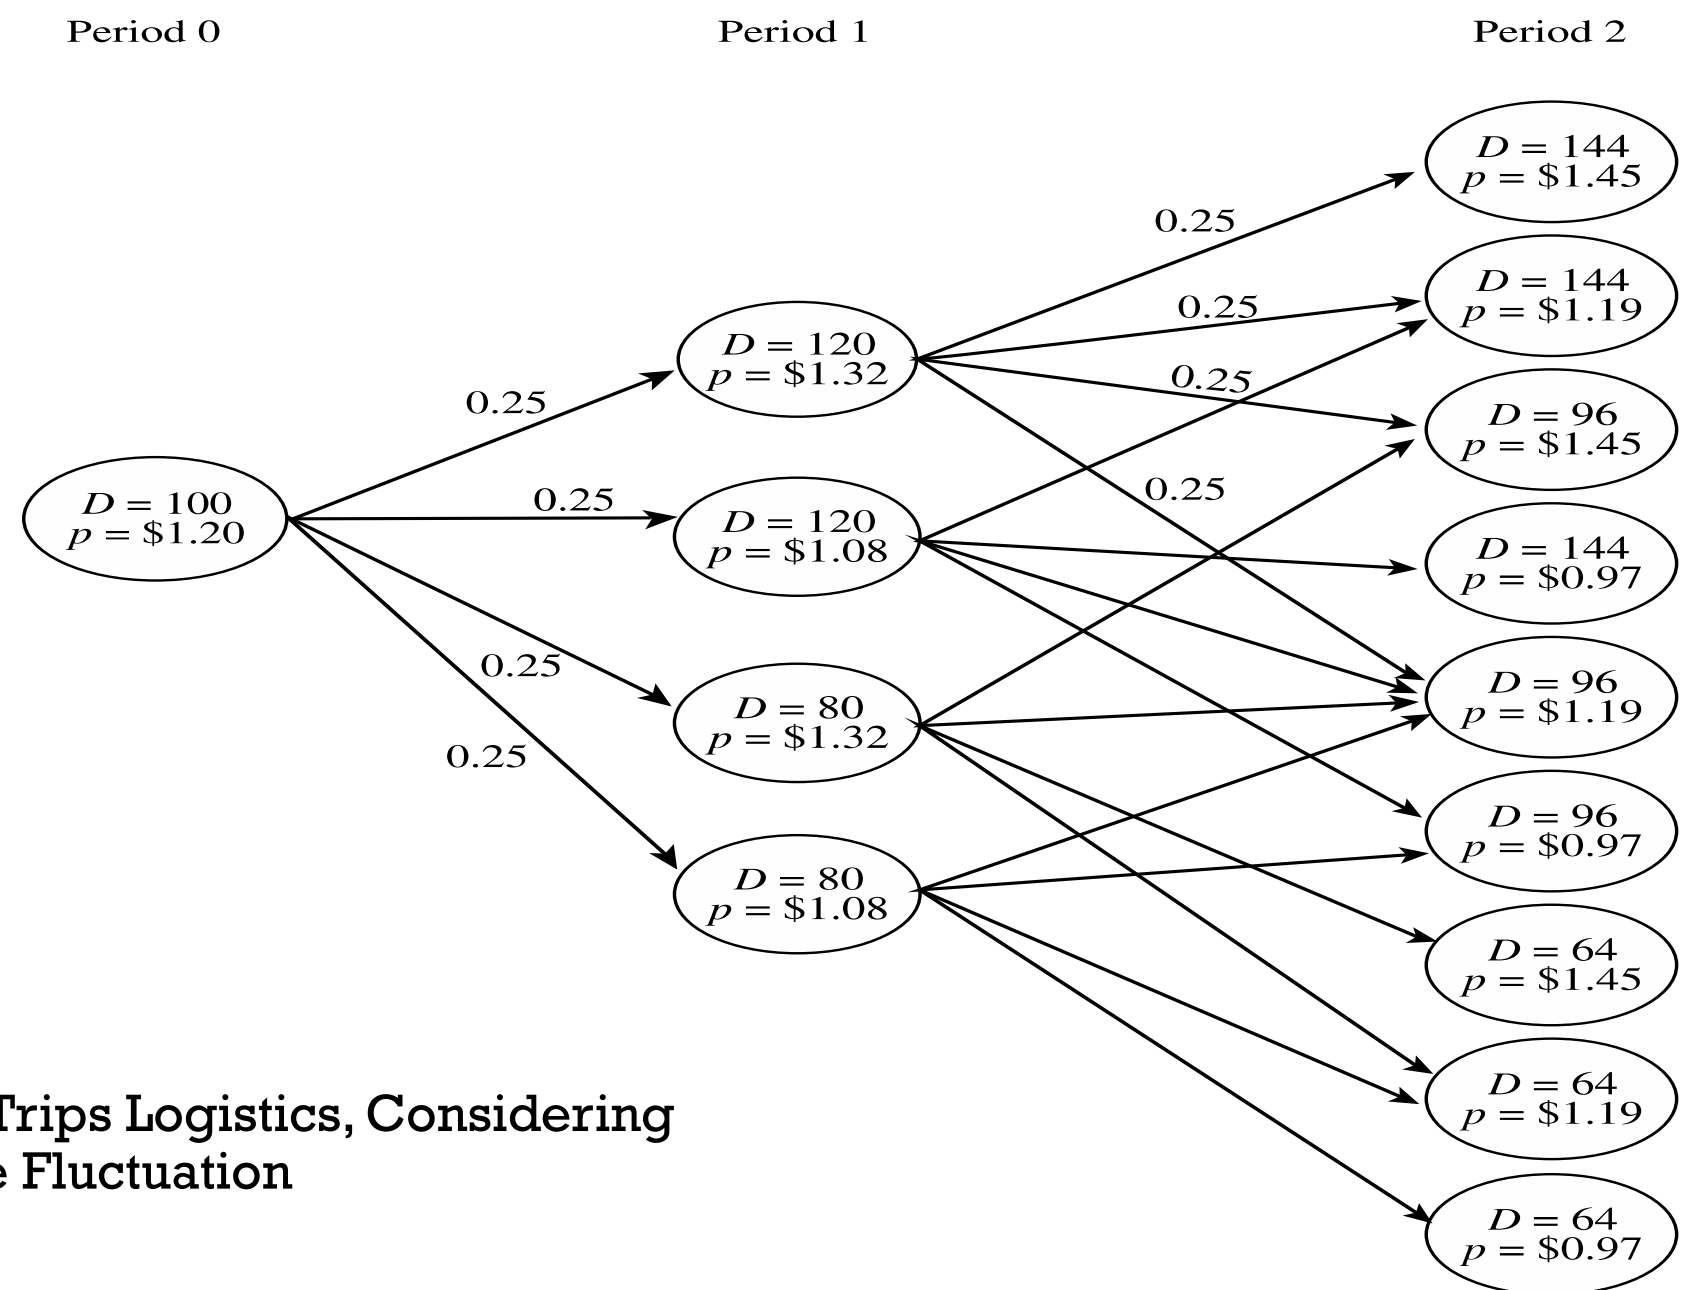 Period 0
Period 1
Period 2
D = 144
p = $1.45
0.25
D = 144
p = $1.19
0.25
D = 120
p = $1.32
0.25
0.25
D = 96
p = $1.45
0.25
D = 100
p = $1.20
0.25
D = 120
p = $1.08
D = 144
p = $0.97
0.25
D = 80
p = $1.32
D = 96
p = $1.19
0.25
D = 96
p = $0.97
D = 80
p = $1.08
D = 64
p = $1.45
D = 64
p = $1.19
Trips Logistics, Considering
e Fluctuation
D = 64
p = $0.97